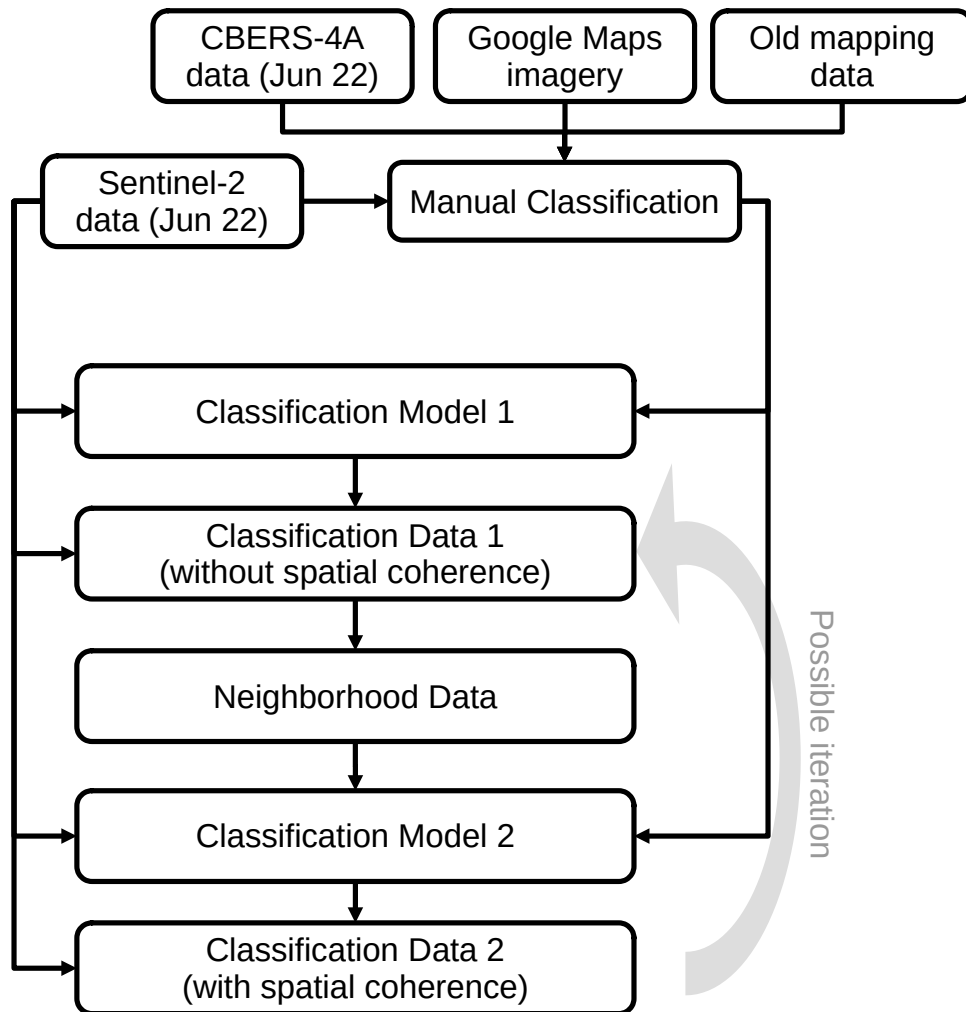 CBERS-4A
data (Jun 22)
Google Maps
imagery
Old mapping
data
Sentinel-2
data (Jun 22)
Manual Classification
Classification Model 1
Classification Data 1
(without spatial coherence)
Neighborhood Data
Classification Model 2
Classification Data 2
(with spatial coherence)
Possible iteration